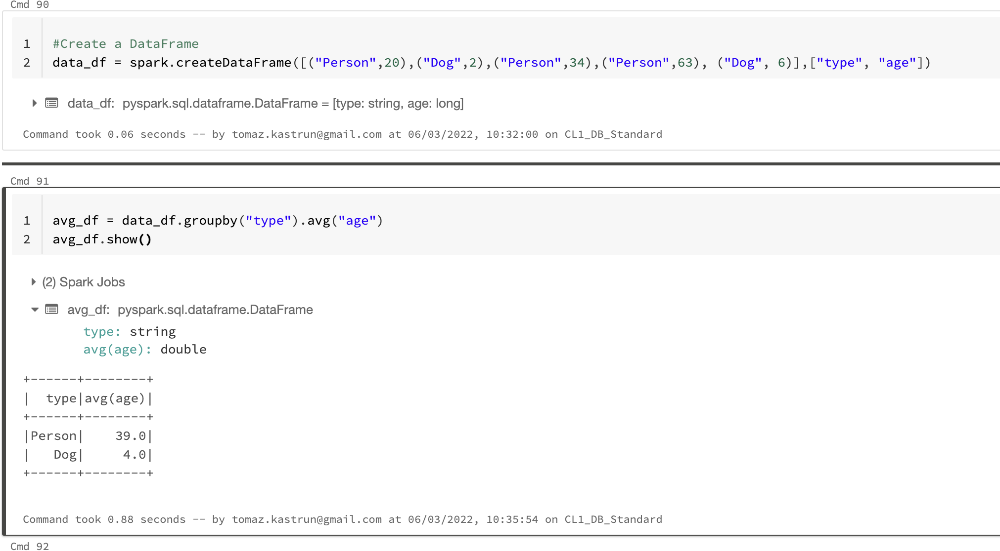 Cmd 90
1 #Create a DataFrame
2 data_df = spark.createDataFrame([("Person",20),("Dog",2),("Person",34),("Person",63), ("Dog", 6)],["type", "age"])
data_df: pyspark.sql.dataframe.DataFrame = [type: string, age: long]
Command took 0.06 seconds -- by tomaz.kastrun@gmail.com at 06/03/2022, 10:32:00 on CL1_DB_Standard
Cmd 91
1 avg_df = data_df.groupby("type").avg("age")
2 avg_df.show()
(2) Spark Jobs
avg_df: pyspark.sql.dataframe.DataFrame
type: string
avg(age): double
+------+--------+
|  type|avg(age)|
+------+--------+
|Person|    39.0|
|   Dog|     4.0|
+------+--------+
Command took 0.88 seconds -- by tomaz.kastrun@gmail.com at 06/03/2022, 10:35:54 on CL1_DB_Standard
Cmd 92